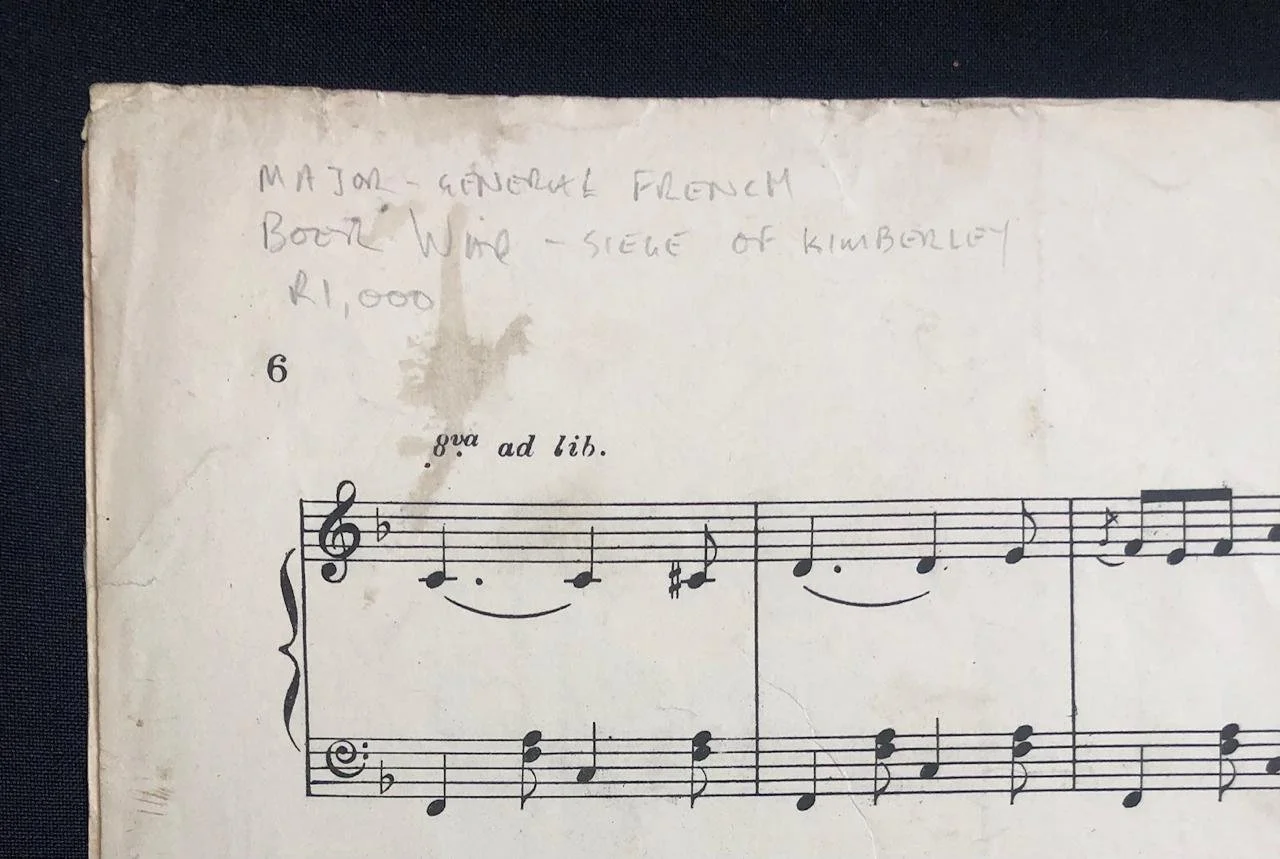 MAJOR - GENERAL FRENCH
BOER WAR - SIEGE OF KIMBERLEY
R1,000
6
8va ad lib.